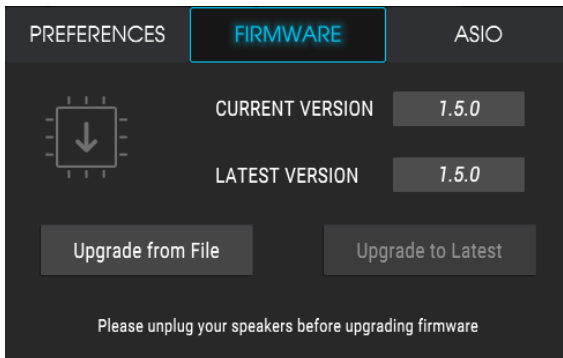 PREFERENCES FIRMWARE ASIO
CURRENT VERSION 1.5.0
LATEST VERSION 1.5.0
Upgrade from File Upgrade to Latest
Please unplug your speakers before upgrading firmware